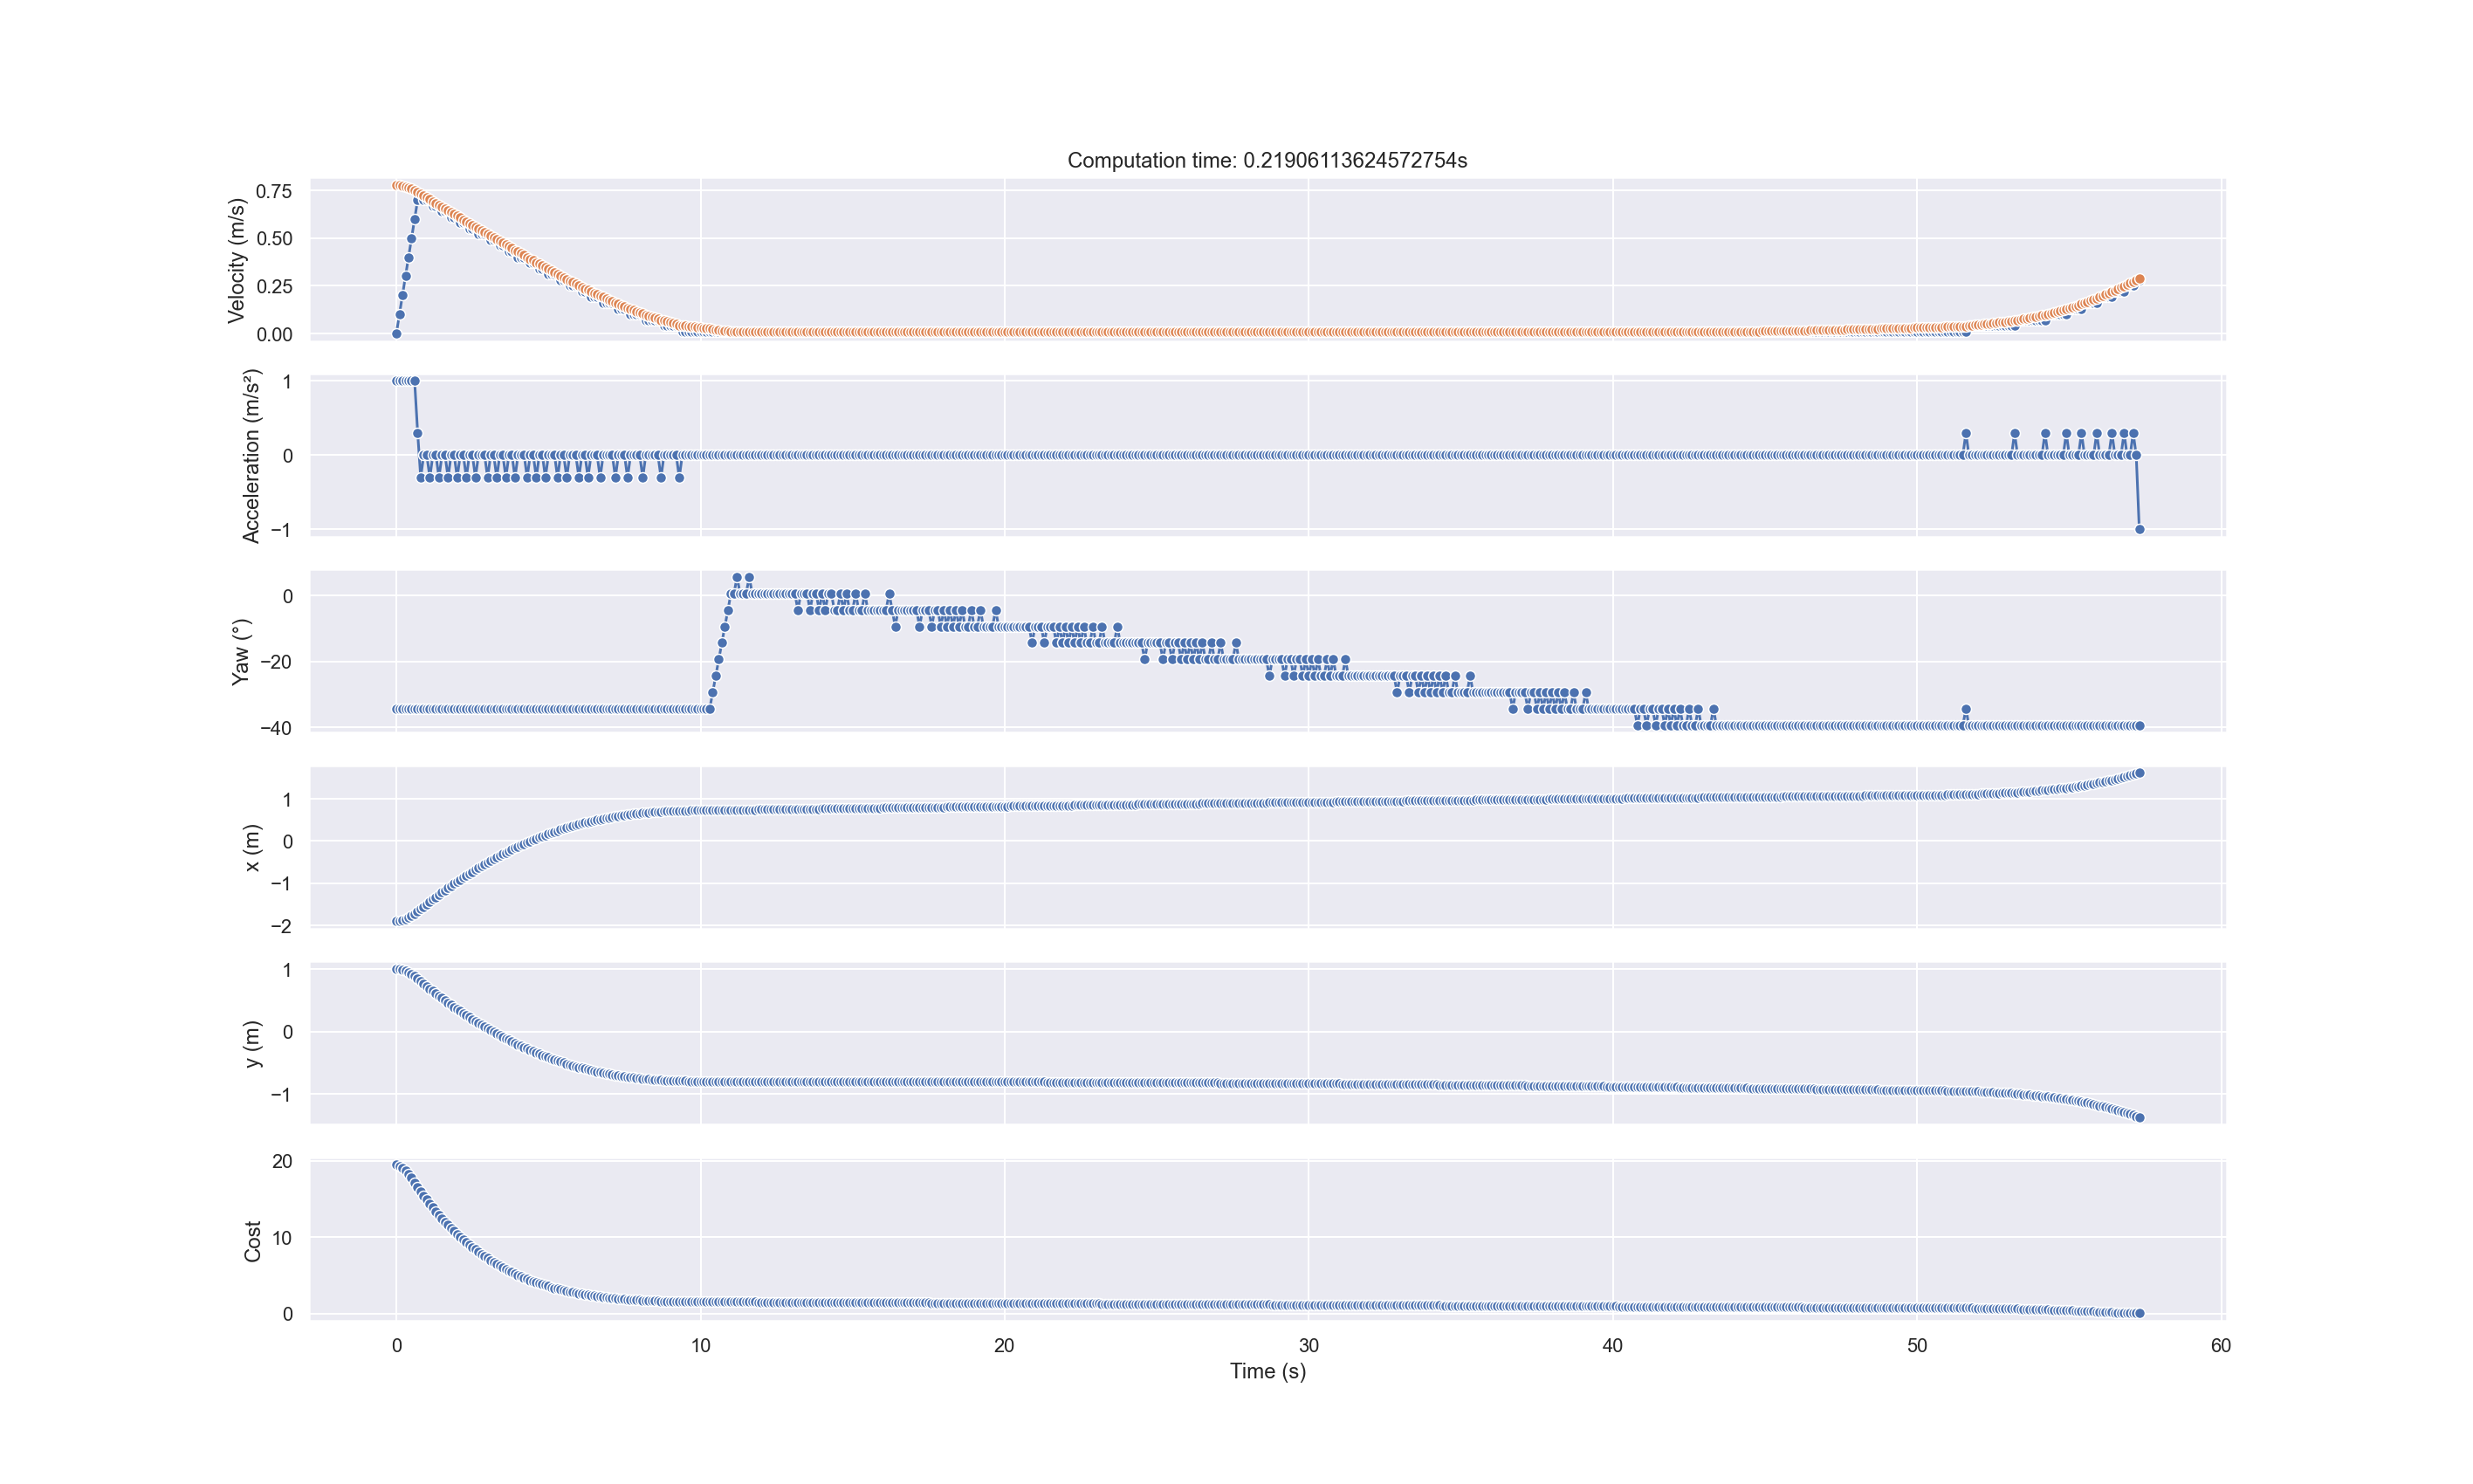 Computation time: 0.21906113624572754s
Velocity (m/s)
0.75
0.50
0.25
0.00
Acceleration (m/s²)
1
0
−1
Yaw (°)
0
−20
−40
x (m)
1
0
−1
−2
y (m)
1
0
−1
Cost
20
10
0
0 10 20 30 40 50 60
Time (s)